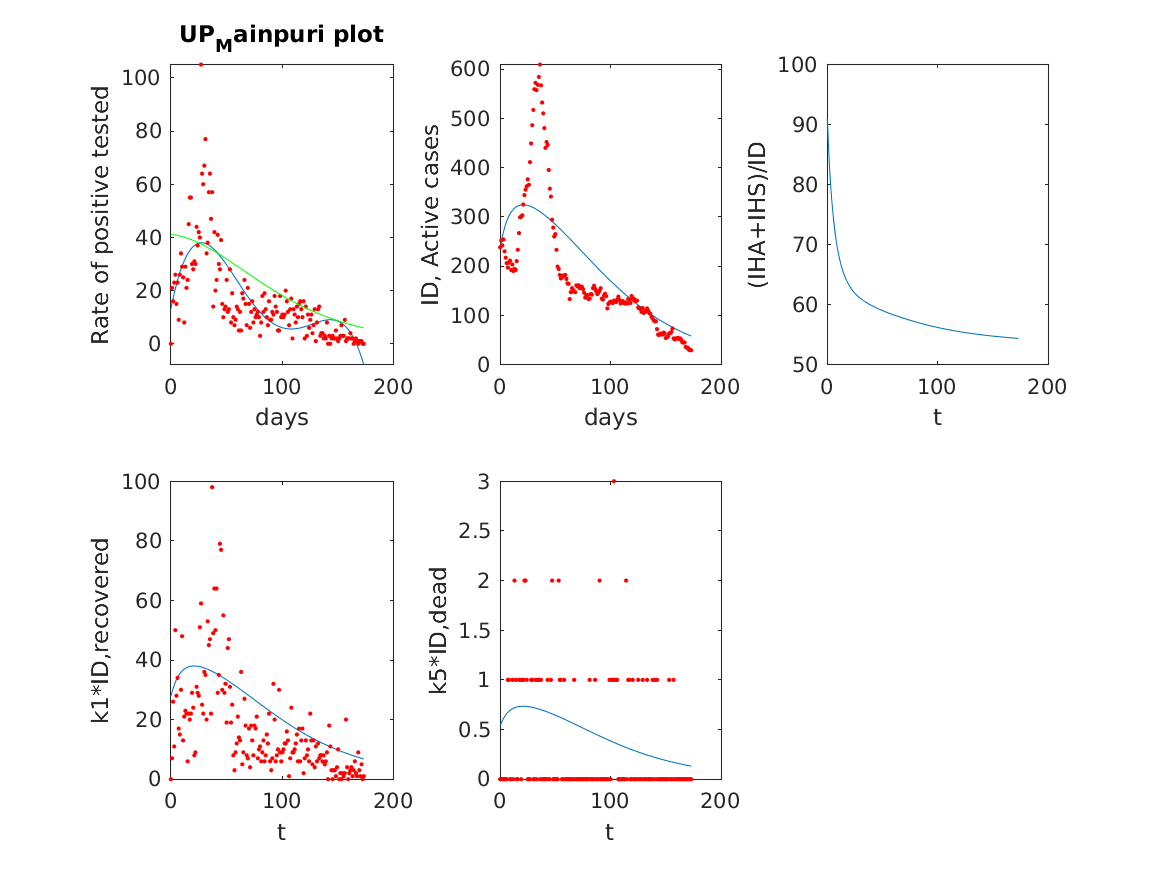 UP_Mainpuri plot
Rate of positive tested
100
80
60
40
20
0
0 100 200
days
ID, Active cases
600
500
400
300
200
100
0
0 100 200
days
(IHA+IHS)/ID
100
90
80
70
60
50
0 100 200
t
k1*ID,recovered
100
80
60
40
20
0
0 100 200
t
k5*ID,dead
3
2.5
2
1.5
1
0.5
0
0 100 200
t